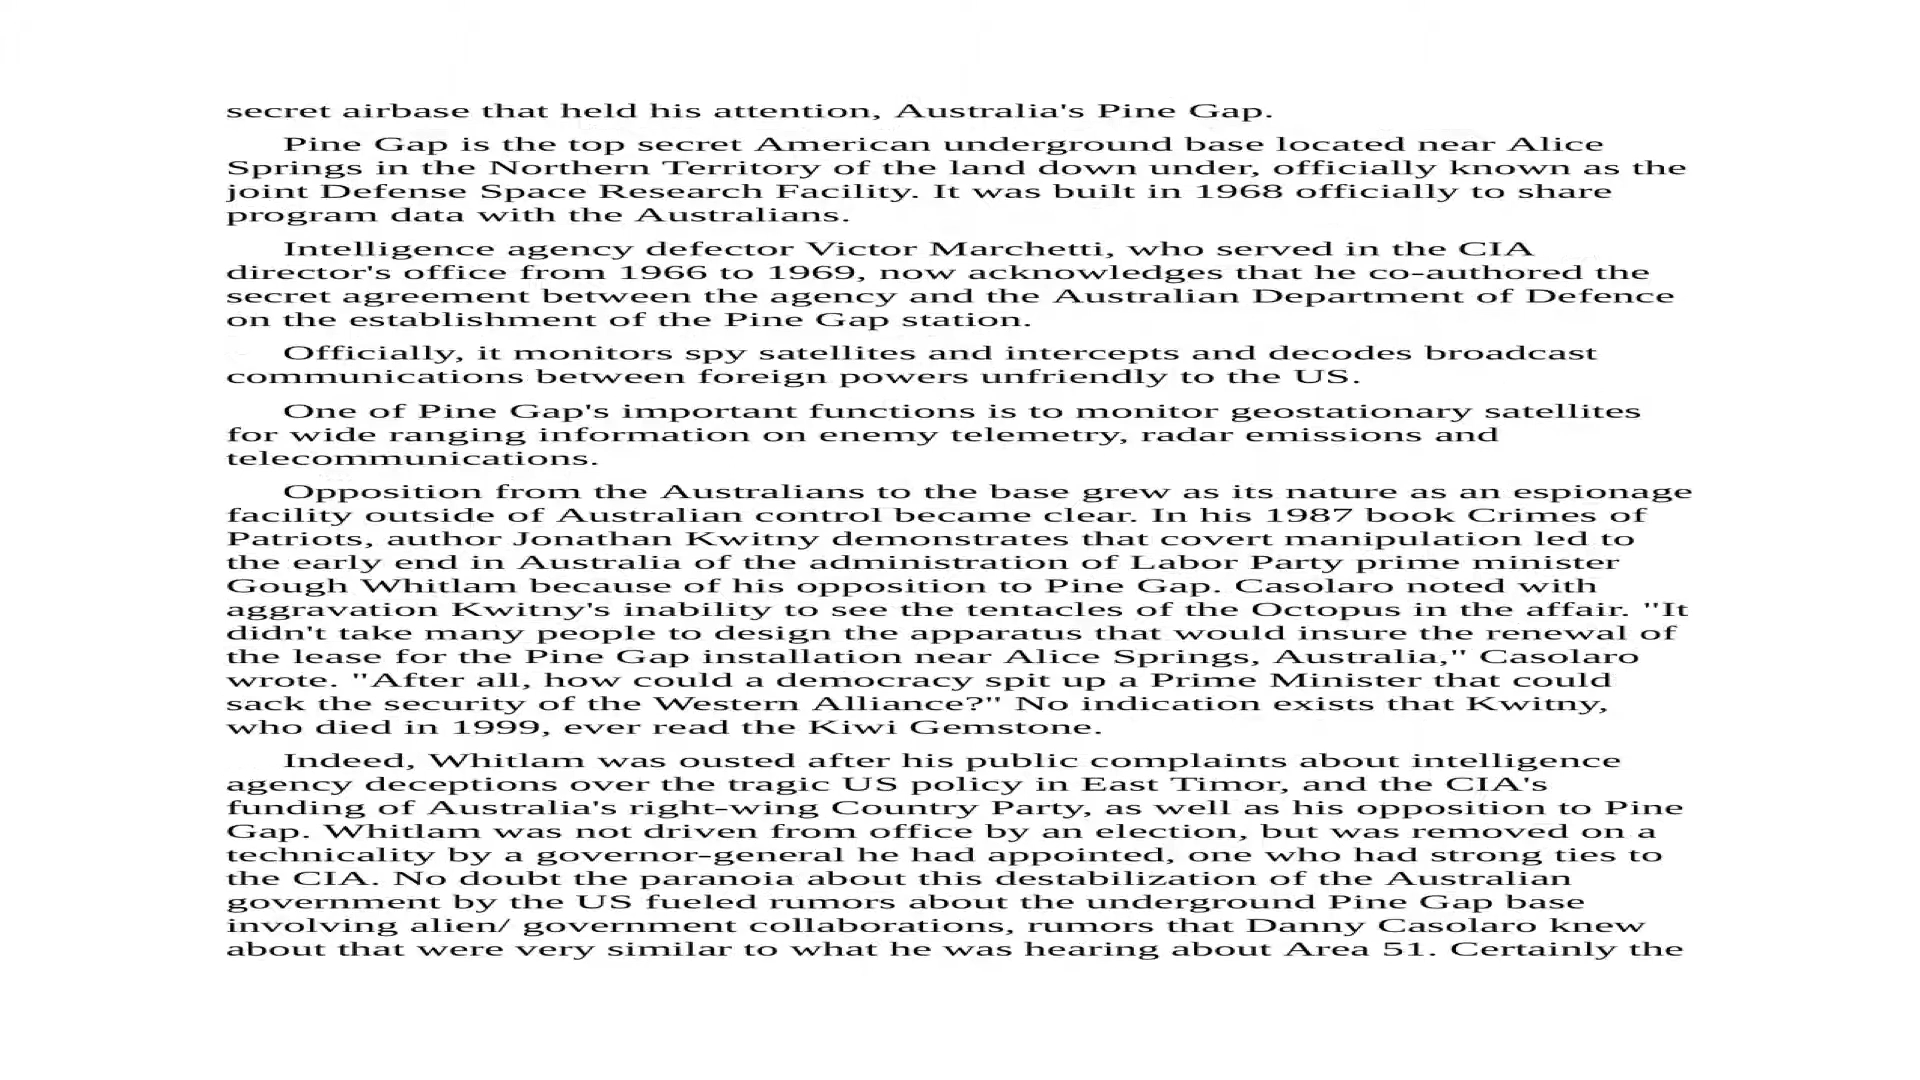 secret airbase that held his attention, Australia's Pine Gap.
Pine Gap is the top secret American underground base located near Alice
Springs in the Northern Territory of the land down under, officially known as the
joint Defense Space Research Facility. It was built in 1968 officially to share
program data with the Australians.
Intelligence agency defector Victor Marchetti, who served in the CIA
director's office from 1966 to 1969, now acknowledges that he co-authored the
secret agreement between the agency and the Australian Department of Defence
on the establishment of the Pine Gap station.
Officially, it monitors spy satellites and intercepts and decodes broadcast
communications between foreign powers unfriendly to the US.
One of Pine Gap's important functions is to monitor geostationary satellites
for wide ranging information on enemy telemetry, radar emissions and
telecommunications.
Opposition from the Australians to the base grew as its nature as an espionage
facility outside of Australian control became clear. In his 1987 book Crimes of
Patriots, author Jonathan Kwitny demonstrates that covert manipulation led to
the early end in Australia of the administration of Labor Party prime minister
Gough Whitlam because of his opposition to Pine Gap. Casolaro noted with
aggravation Kwitny's inability to see the tentacles of the Octopus in the affair. "It
didn't take many people to design the apparatus that would insure the renewal of
the lease for the Pine Gap installation near Alice Springs, Australia," Casolaro
wrote. "After all, how could a democracy spit up a Prime Minister that could
sack the security of the Western Alliance?" No indication exists that Kwitny,
who died in 1999, ever read the Kiwi Gemstone.
Indeed, Whitlam was ousted after his public complaints about intelligence
agency deceptions over the tragic US policy in East Timor, and the CIA's
funding of Australia's right-wing Country Party, as well as his opposition to Pine
Gap. Whitlam was not driven from office by an election, but was removed on a
technicality by a governor-general he had appointed, one who had strong ties to
the CIA. No doubt the paranoia about this destabilization of the Australian
government by the US fueled rumors about the underground Pine Gap base
involving alien/ government collaborations, rumors that Danny Casolaro knew
about that were very similar to what he was hearing about Area 51. Certainly the